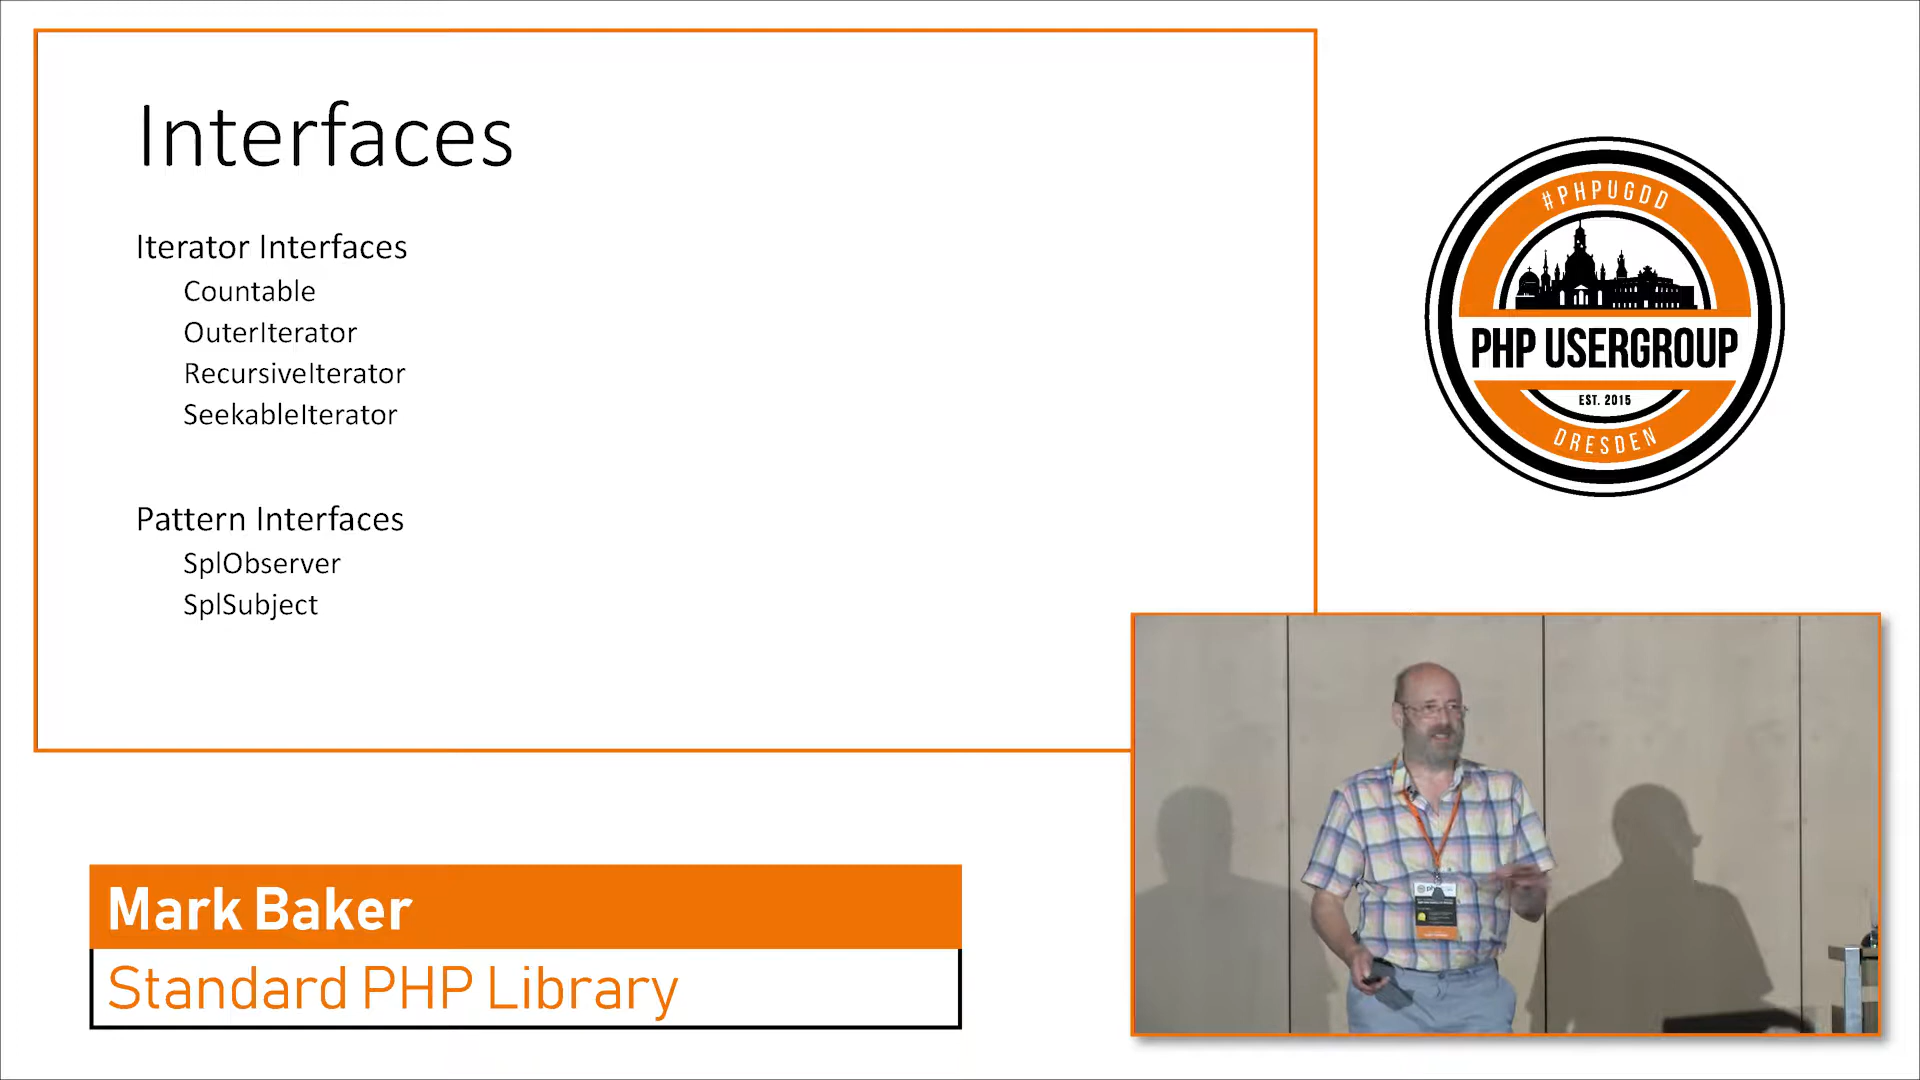 Interfaces
Iterator Interfaces
Countable
OuterIterator
RecursiveIterator
SeekableIterator
Pattern Interfaces
SplObserver
SplSubject
#PHPUGDD
PHP USERGROUP
EST. 2015
DRESDEN
Mark Baker
Standard PHP Library